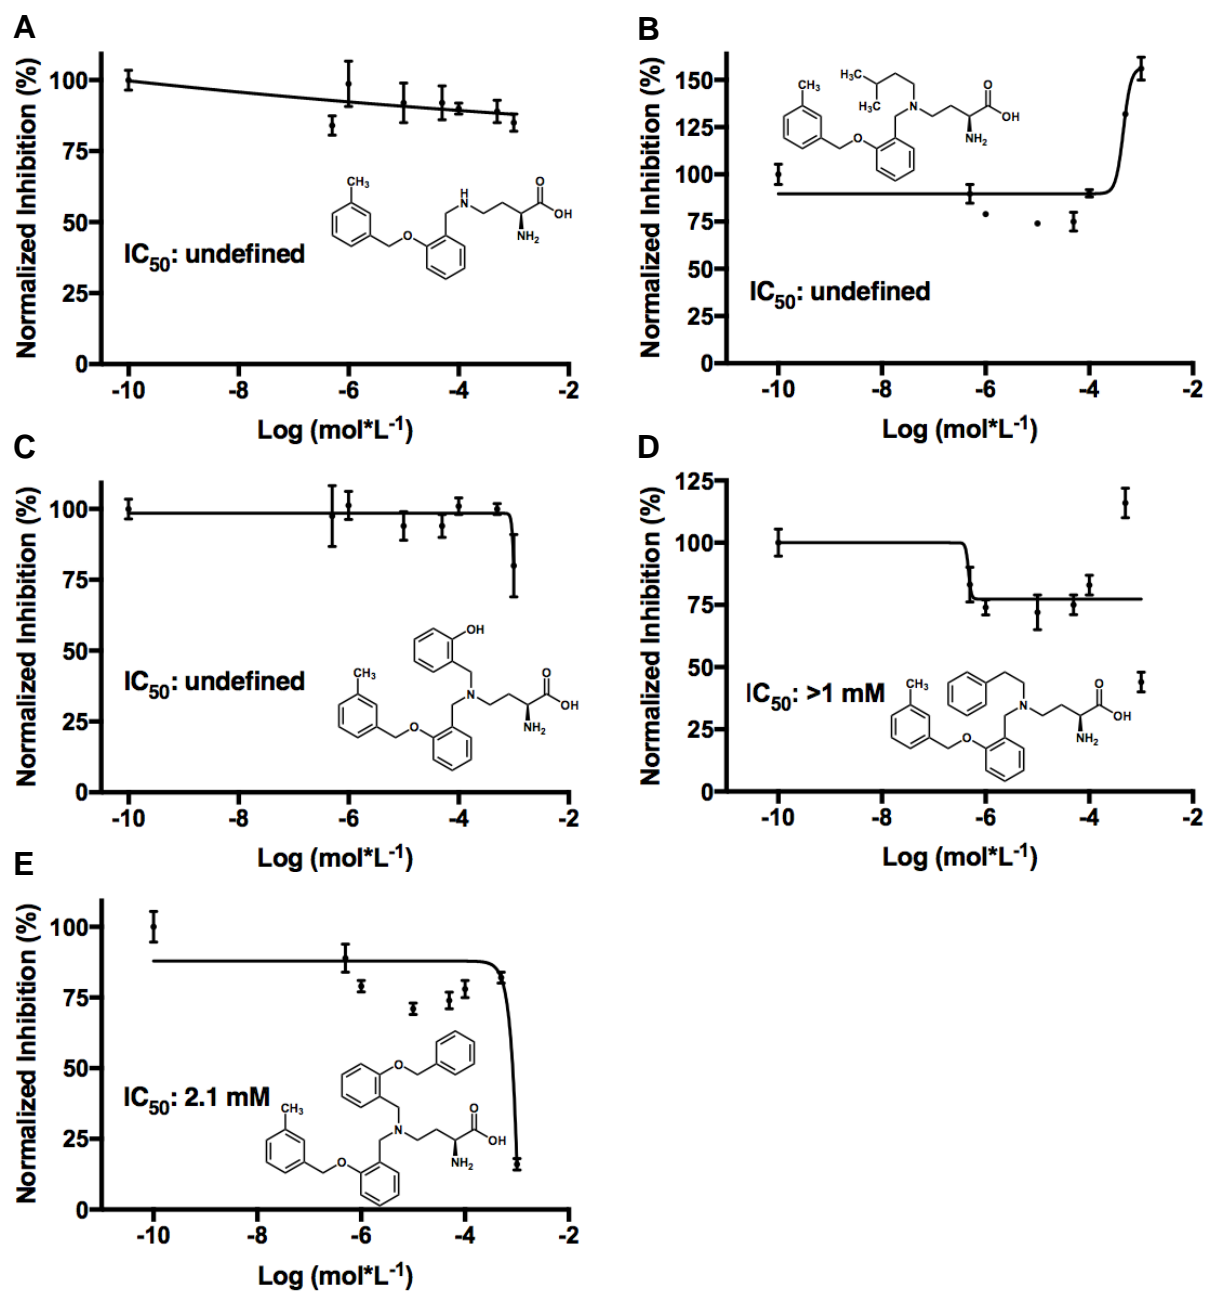 A
Normalized Inhibition (%)
100
75
50
25
0
CH3
H
N
O
O
OH
NH2
IC50: undefined
-10 -8 -6 -4 -2
Log (mol*L-1)
B
Normalized Inhibition (%)
150
125
100
75
50
25
0
H3C
CH3
CH3
N
O
O
OH
NH2
IC50: undefined
-10 -8 -6 -4 -2
Log (mol*L-1)
C
Normalized Inhibition (%)
100
75
50
25
0
OH
CH3
N
O
O
OH
NH2
IC50: undefined
-10 -8 -6 -4 -2
Log (mol*L-1)
D
Normalized Inhibition (%)
125
100
75
50
25
0
IC50: >1 mM
CH3
N
O
O
OH
NH2
-10 -8 -6 -4 -2
Log (mol*L-1)
E
Normalized Inhibition (%)
100
75
50
25
0
O
IC50: 2.1 mM
CH3
N
O
O
OH
NH2
-10 -8 -6 -4 -2
Log (mol*L-1)